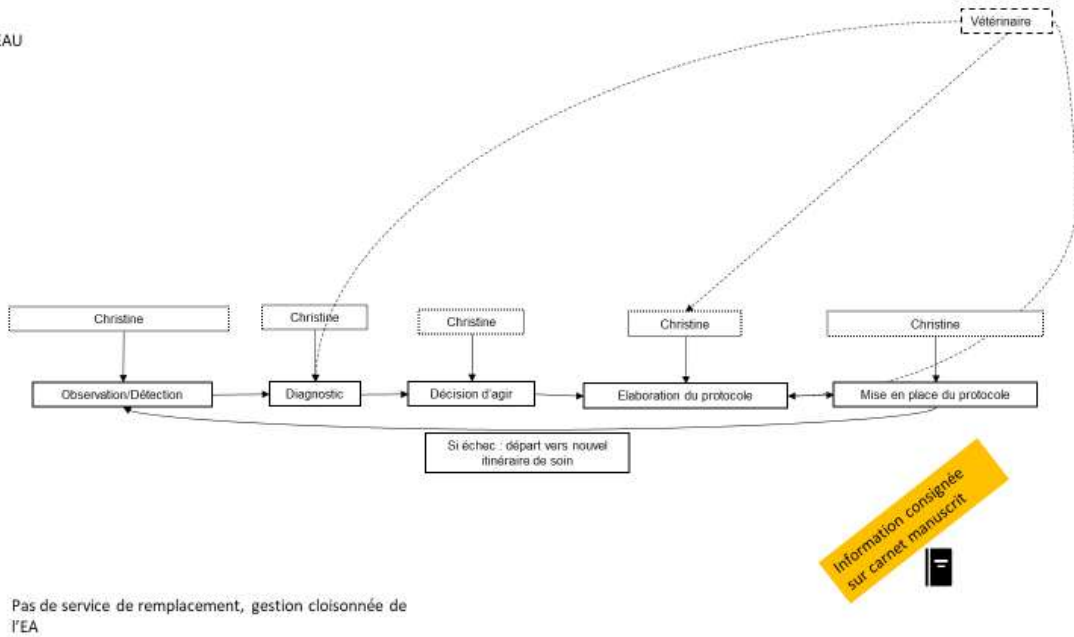 Vétérinaire
EAU
Christine
Christine
Christine
Christine
Christine
Observation/Détection
Diagnostic
Décision d'agir
Elaboration du protocole
Mise en place du protocole
Si échec : départ vers nouvel
itinéraire de soin
Information consignée
sur carnet manuscrit
Pas de service de remplacement, gestion cloisonnée de
l'EA